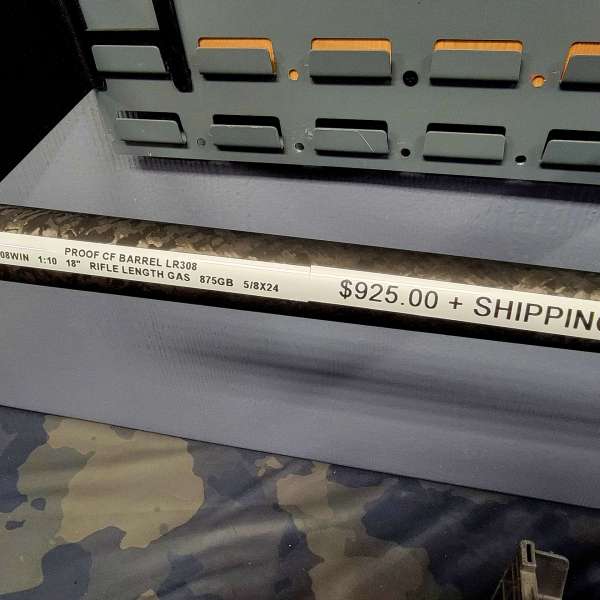 PROOF CF BARREL LR308
08WIN 1:10 18" RIFLE LENGTH GAS 875GB 5/8X24
$925.00 + SHIPPING